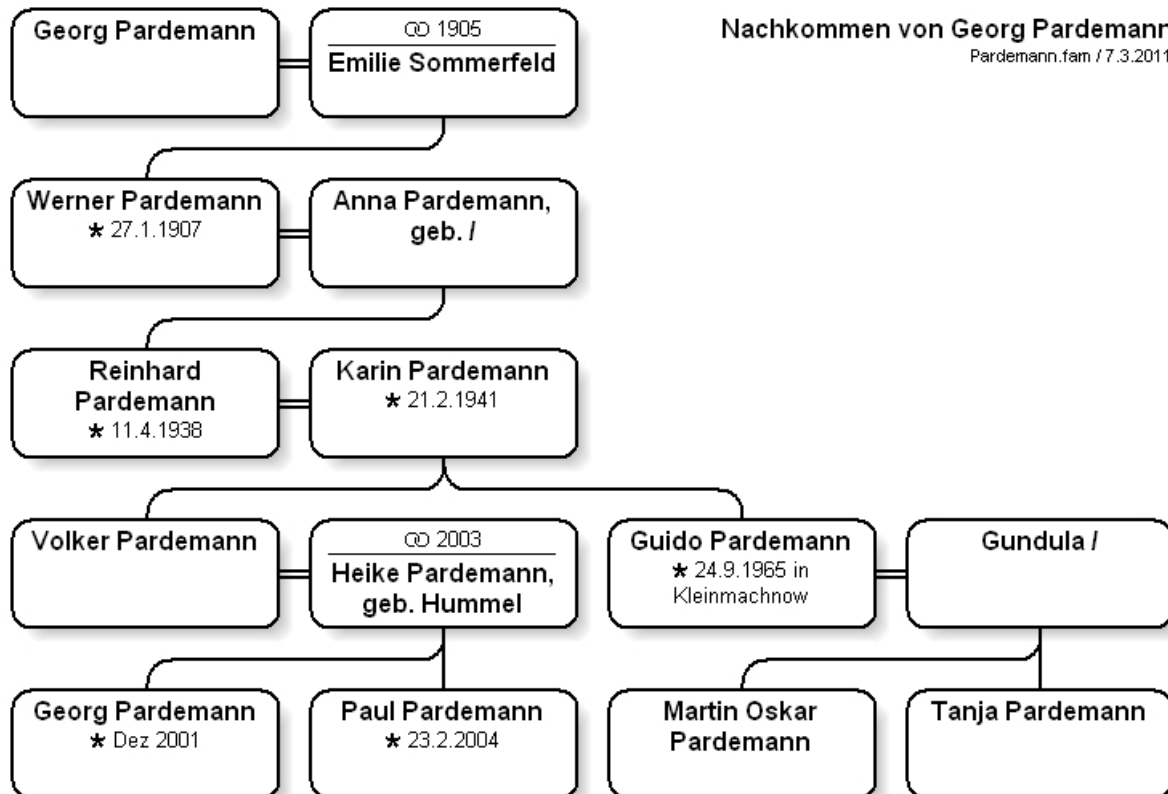 Georg Pardemann
⚭ 1905
Emilie Sommerfeld
Nachkommen von Georg Pardemann
Pardemann.fam / 7.3.2011
Werner Pardemann
* 27.1.1907
Anna Pardemann,
geb. /
Reinhard
Pardemann
* 11.4.1938
Karin Pardemann
* 21.2.1941
Volker Pardemann
⚭ 2003
Heike Pardemann,
geb. Hummel
Guido Pardemann
* 24.9.1965 in
Kleinmachnow
Gundula /
Georg Pardemann
* Dez 2001
Paul Pardemann
* 23.2.2004
Martin Oskar
Pardemann
Tanja Pardemann